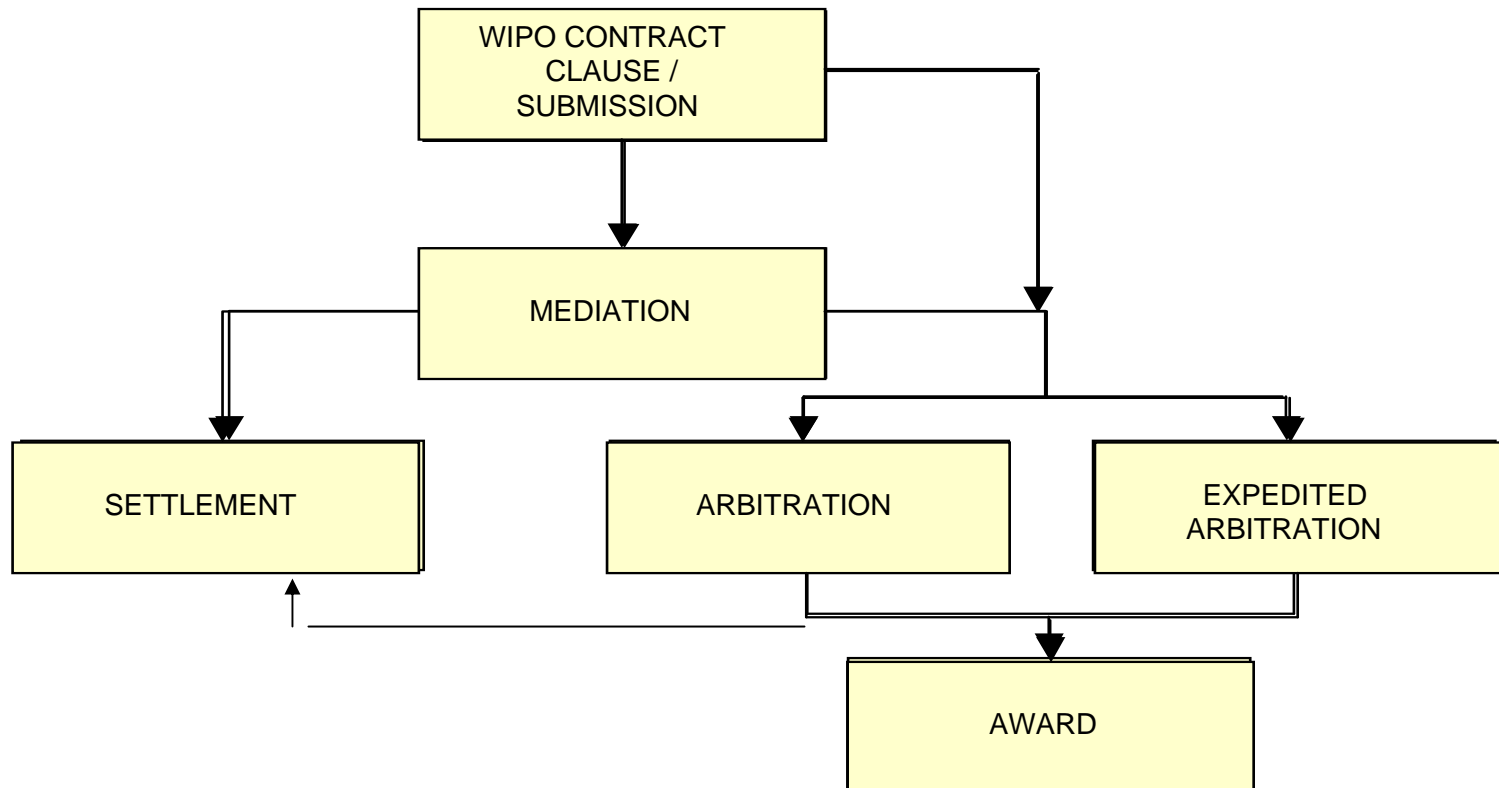 WIPO CONTRACT
CLAUSE /
SUBMISSION
MEDIATION
SETTLEMENT
ARBITRATION
EXPEDITED
ARBITRATION
AWARD